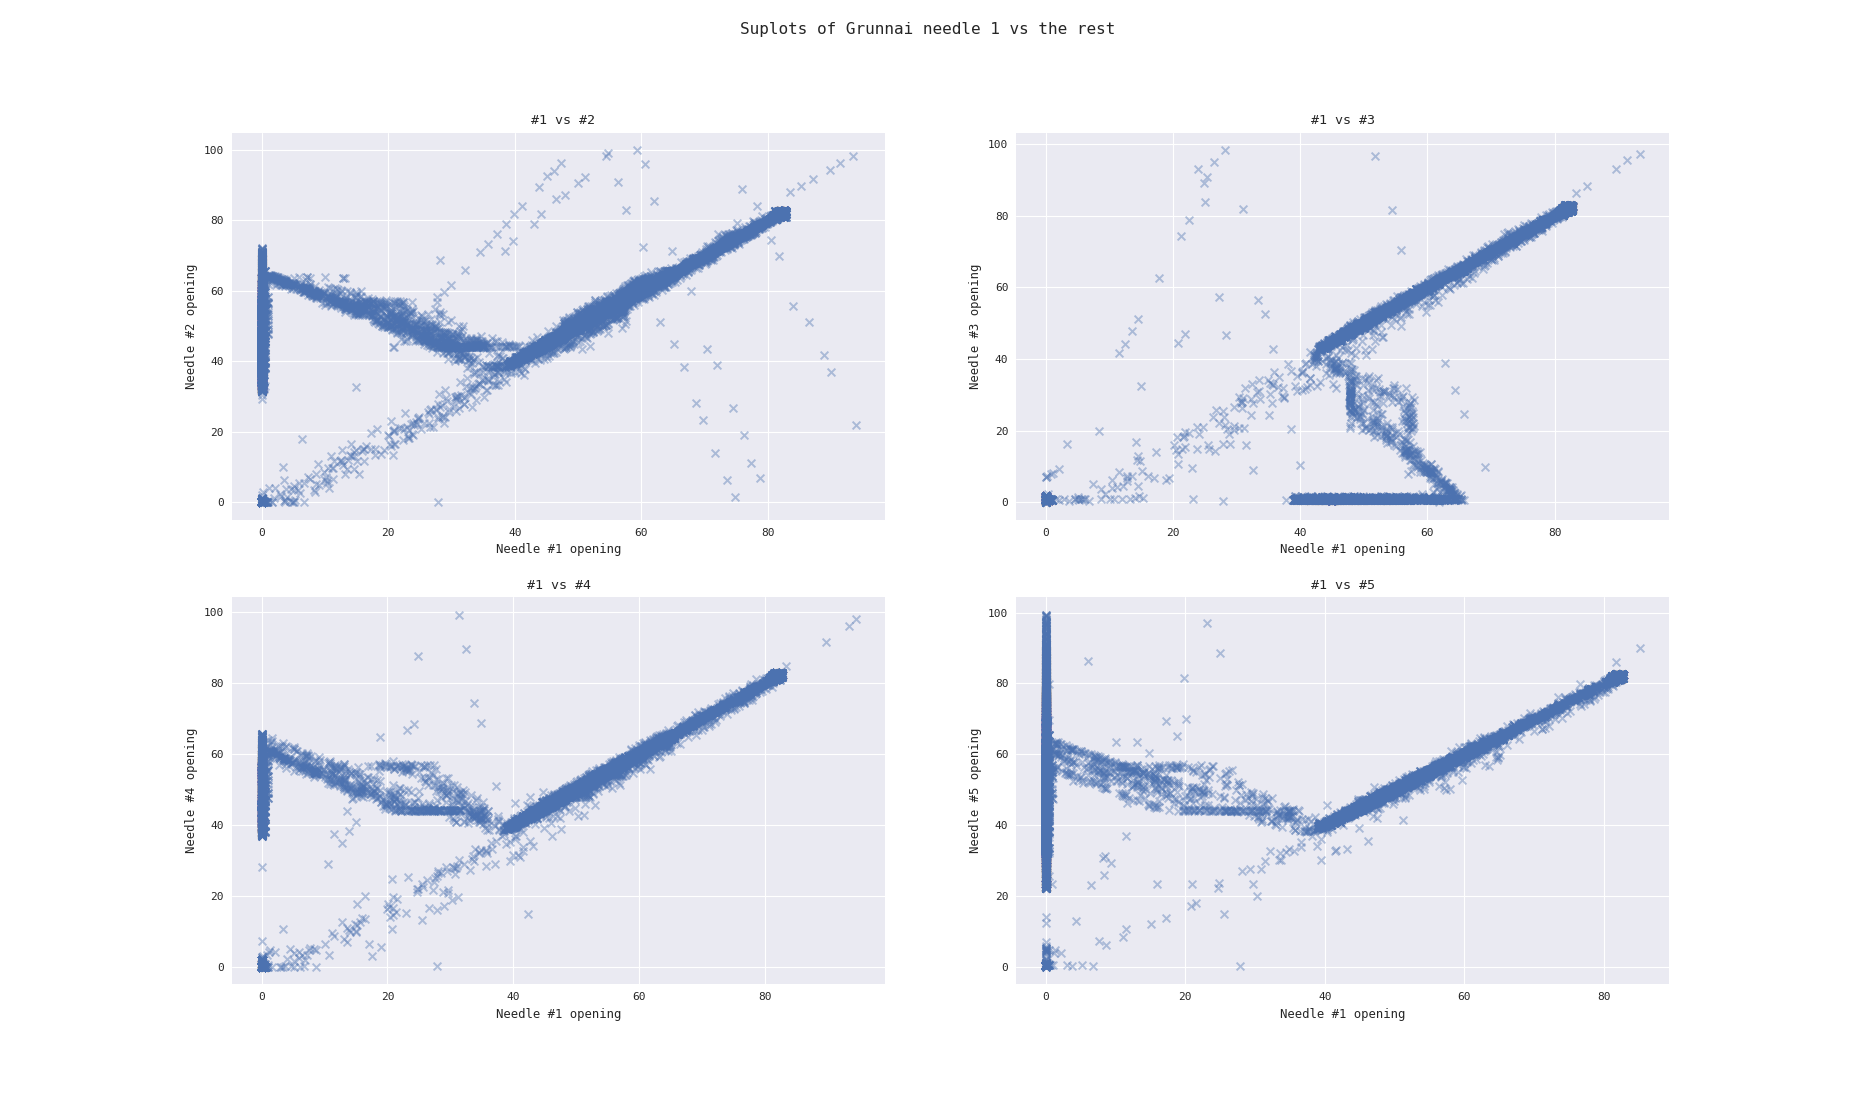 Suplots of Grunnai needle 1 vs the rest
#1 vs #2
Needle #2 opening
100
80
60
40
20
0
0 20 40 60 80
Needle #1 opening
#1 vs #3
Needle #3 opening
100
80
60
40
20
0
0 20 40 60 80
Needle #1 opening
#1 vs #4
Needle #4 opening
100
80
60
40
20
0
0 20 40 60 80
Needle #1 opening
#1 vs #5
Needle #5 opening
100
80
60
40
20
0
0 20 40 60 80
Needle #1 opening